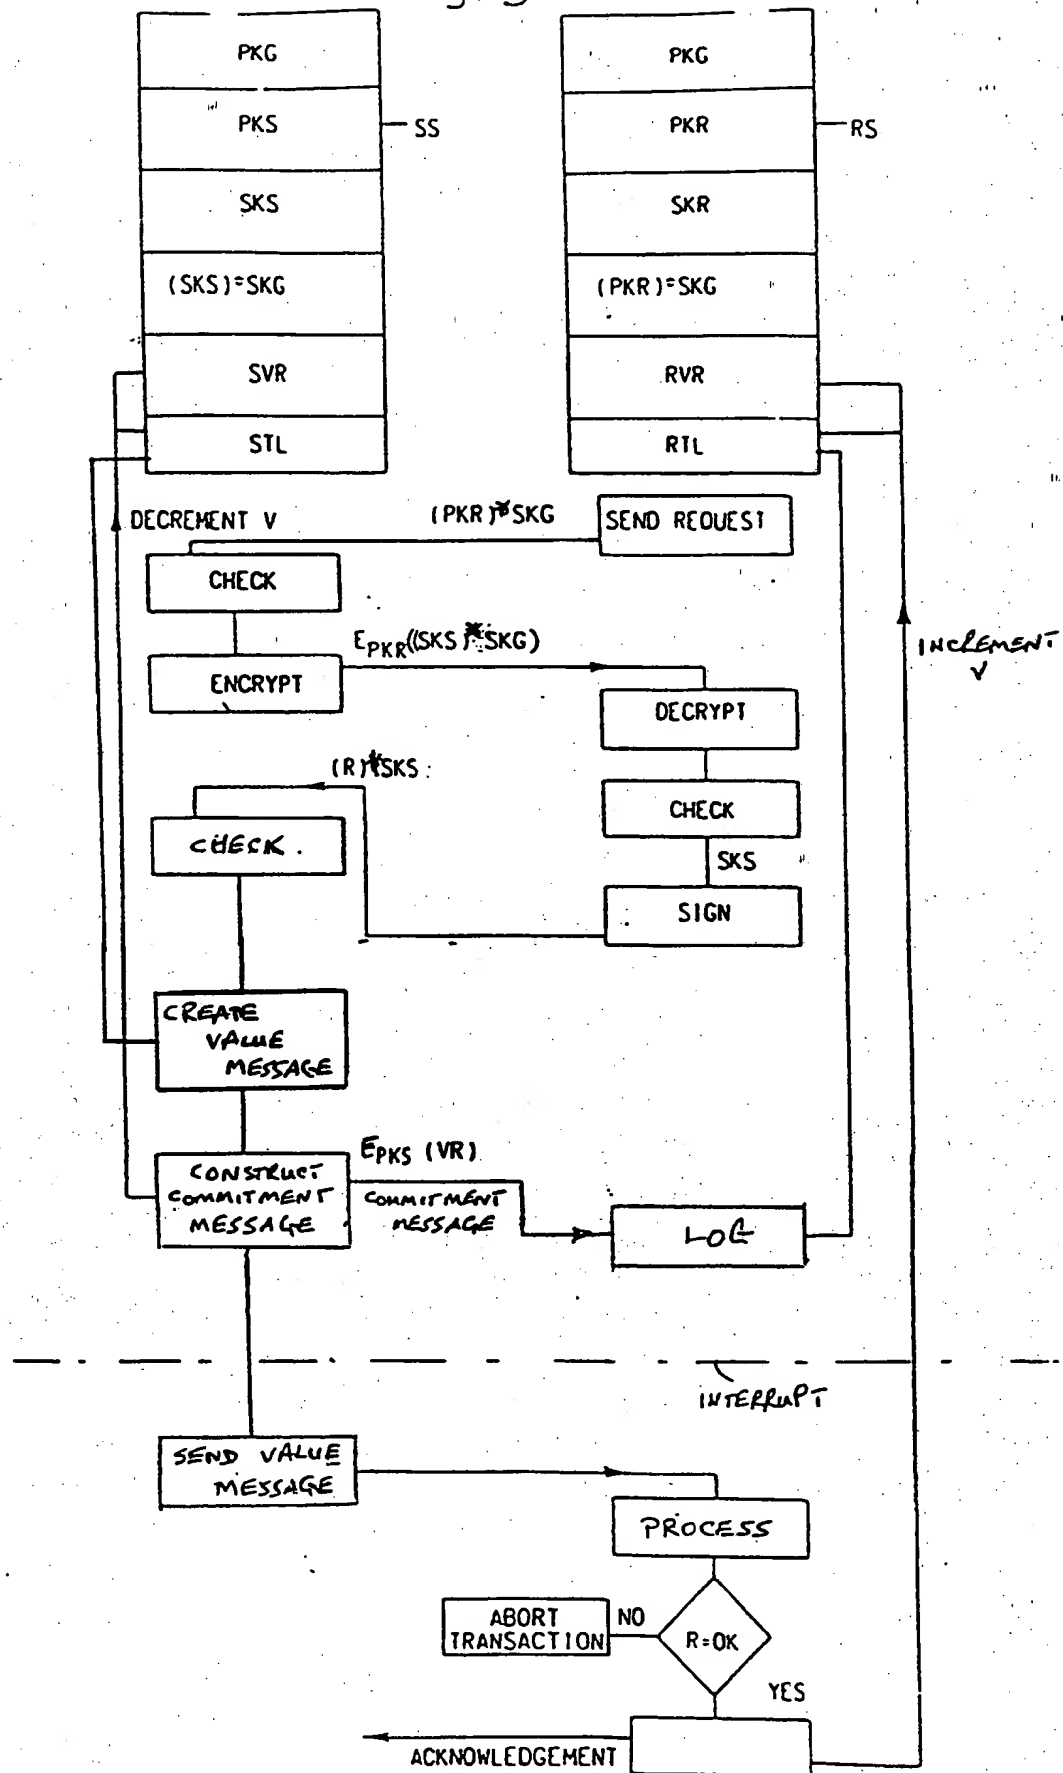 PKG
PKS
SS
SKS
(SKS)*SKG
SVR
STL
PKG
PKR
RS
SKR
(PKR)*SKG
RVR
RTL
DECREMENT V
(PKR)*SKG
SEND REQUEST
CHECK
EPKR((SKS)*SKG)
ENCRYPT
DECRYPT
INCREMENT
V
(R)*SKS
CHECK
CHECK.
SKS
SIGN
CREATE
VALUE
MESSAGE
EPKS (VR)
CONSTRUCT
COMMITMENT
MESSAGE
COMMITMENT
MESSAGE
LOG
INTERRUPT
SEND VALUE
MESSAGE
PROCESS
ABORT
TRANSACTION
NO
R=OK
YES
ACKNOWLEDGEMENT